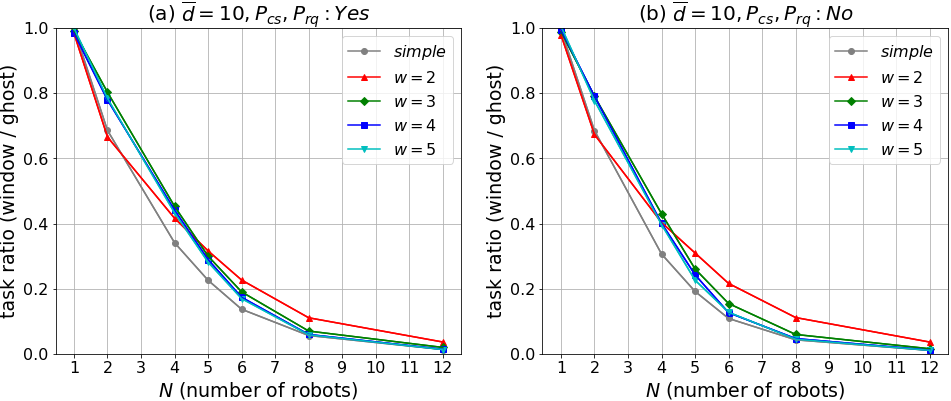 (a) d̅ = 10, P_cs, P_rq : Yes
task ratio (window / ghost)
1.0
0.8
0.6
0.4
0.2
0.0
simple
w = 2
w = 3
w = 4
w = 5
1 2 3 4 5 6 7 8 9 10 11 12
N (number of robots)
(b) d̅ = 10, P_cs, P_rq : No
task ratio (window / ghost)
1.0
0.8
0.6
0.4
0.2
0.0
simple
w = 2
w = 3
w = 4
w = 5
1 2 3 4 5 6 7 8 9 10 11 12
N (number of robots)